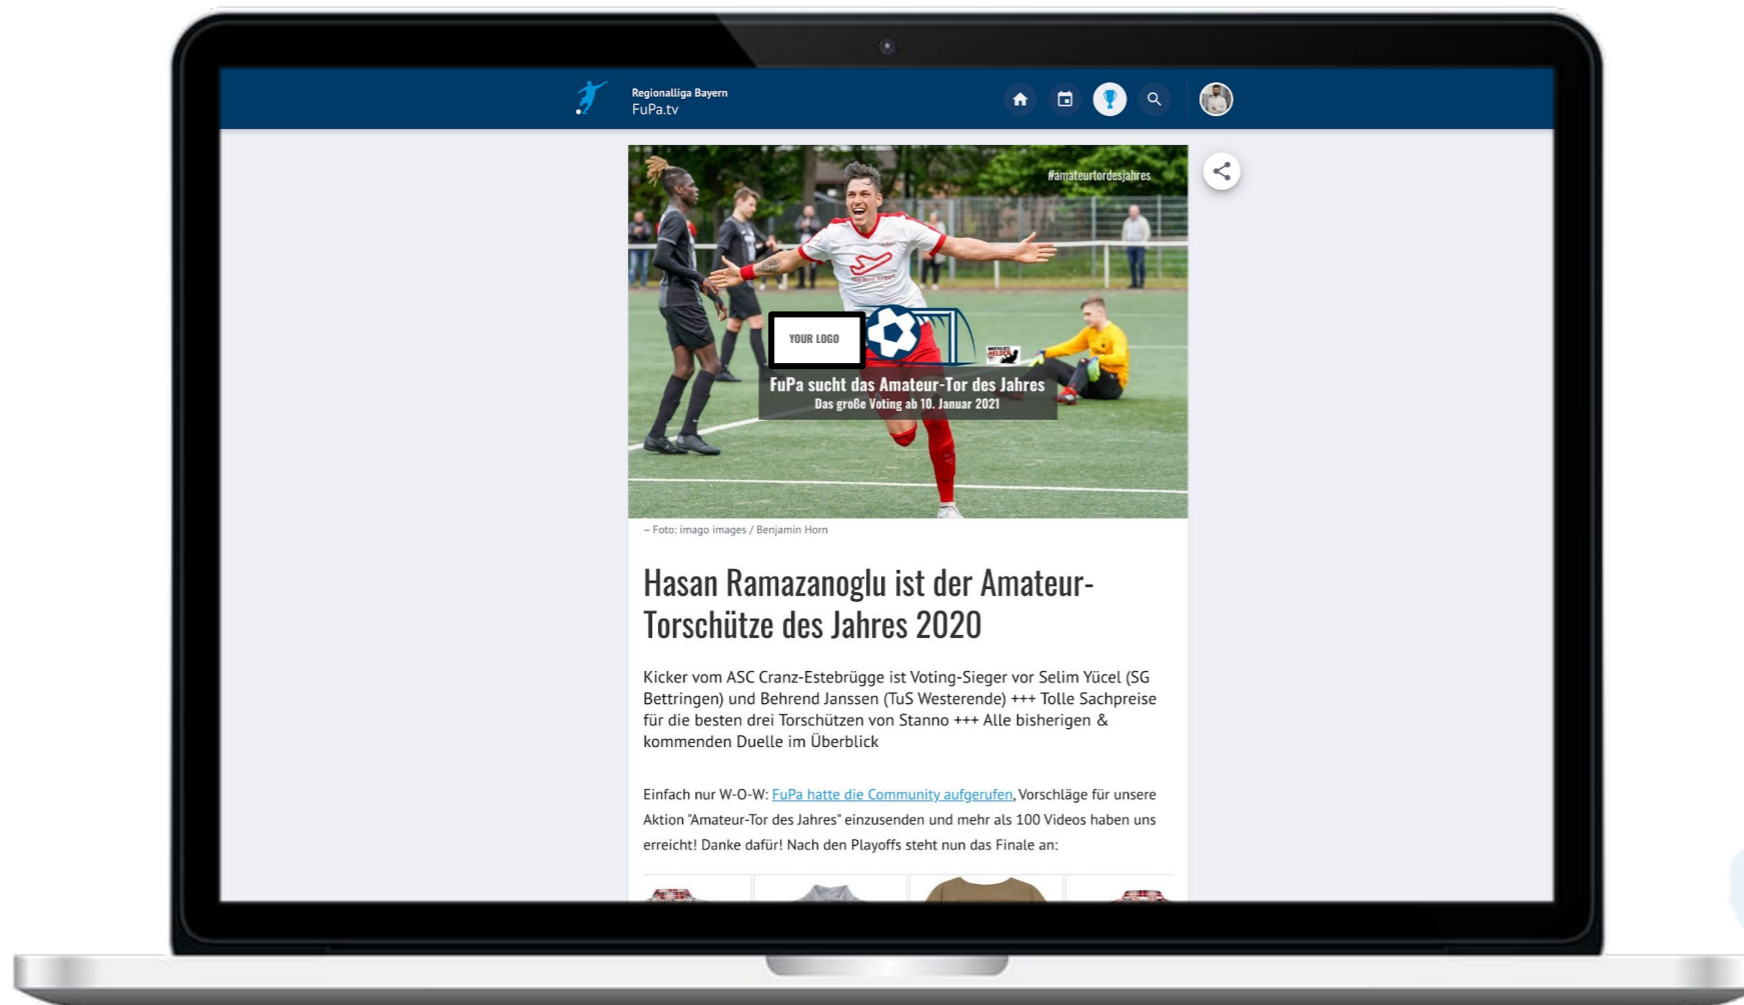 Regionalliga Bayern
FuPa.tv
#amateurtordesjahres
YOUR LOGO
FuPa sucht das Amateur-Tor des Jahres
Das große Voting ab 10. Januar 2021
– Foto: imago images / Benjamin Horn
Hasan Ramazanoglu ist der Amateur-
Torschütze des Jahres 2020
Kicker vom ASC Cranz-Estebrügge ist Voting-Sieger vor Selim Yücel (SG
Bettringen) und Behrend Janssen (TuS Westerende) +++ Tolle Sachpreise
für die besten drei Torschützen von Stanno +++ Alle bisherigen &
kommenden Duelle im Überblick
Einfach nur W-O-W: FuPa hatte die Community aufgerufen, Vorschläge für unsere
Aktion "Amateur-Tor des Jahres" einzusenden und mehr als 100 Videos haben uns
erreicht! Danke dafür! Nach den Playoffs steht nun das Finale an: